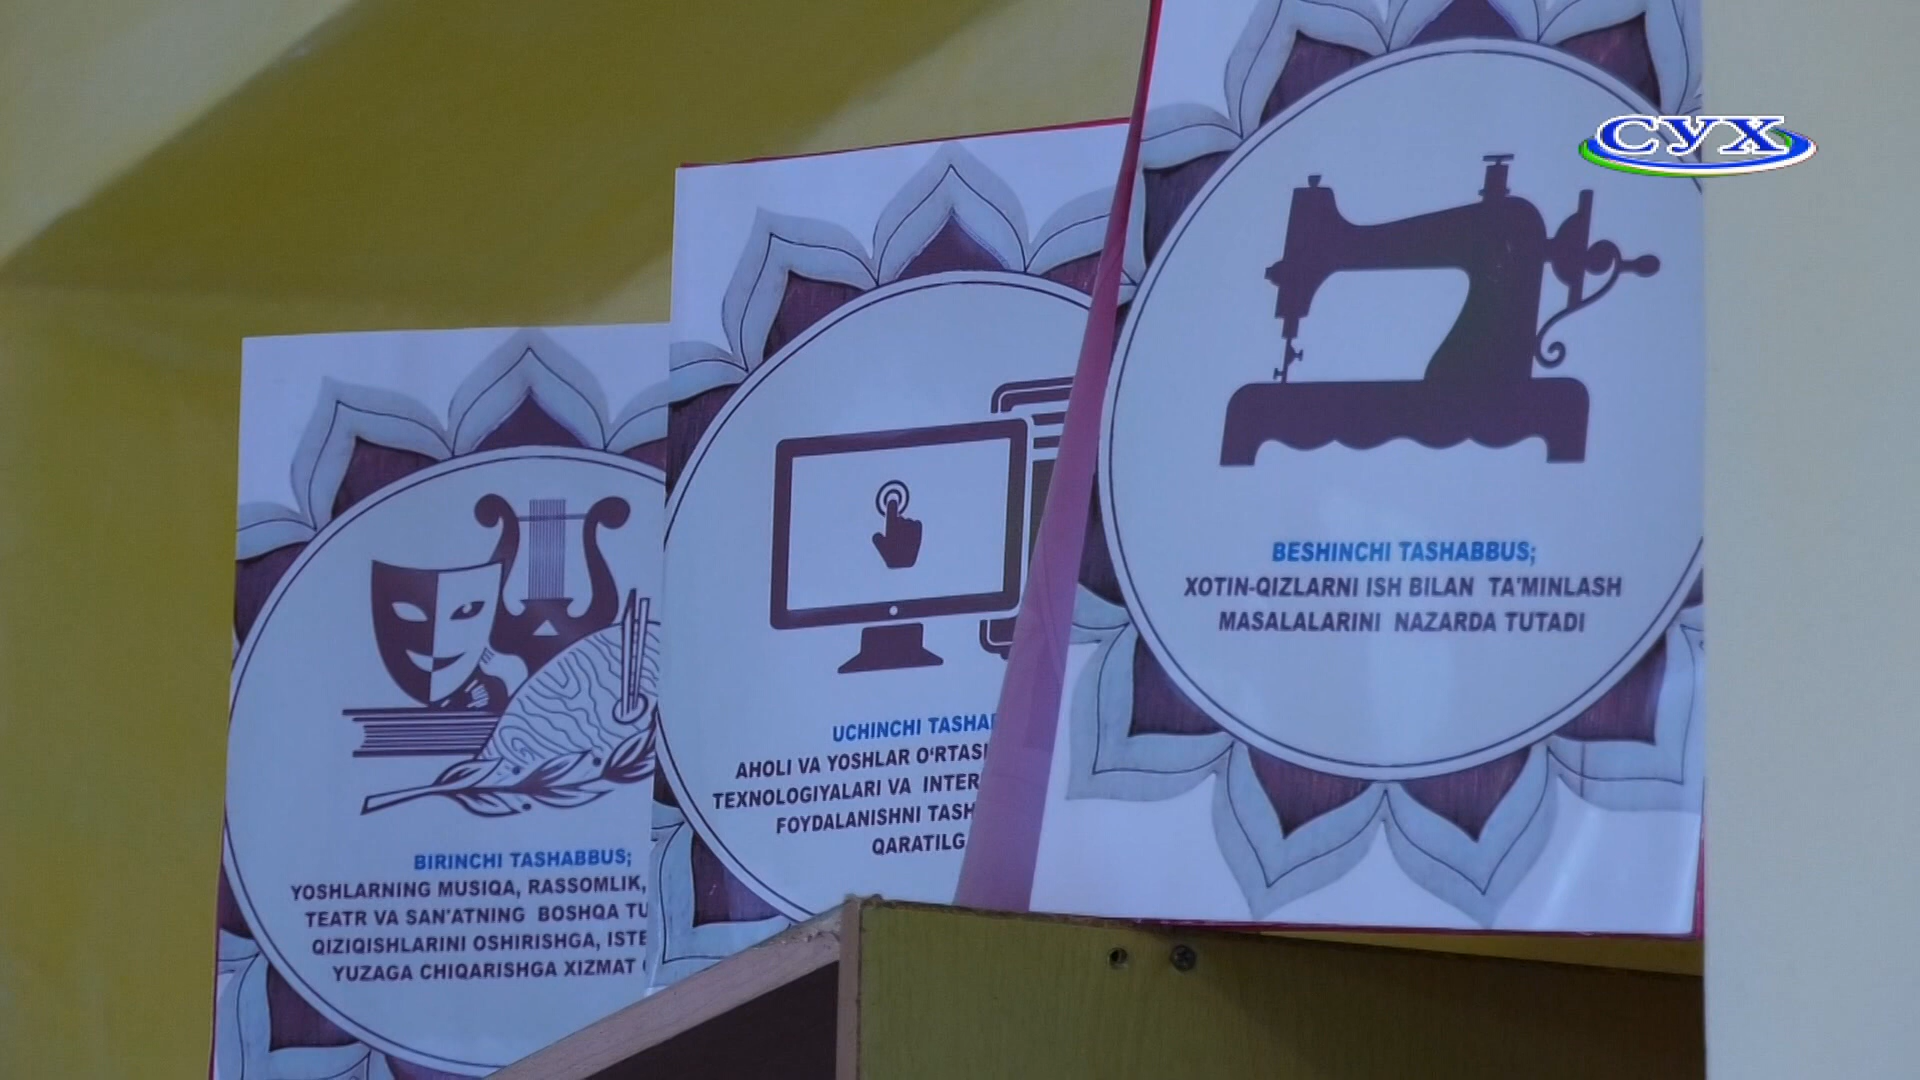 СУХ
BIRINCHI TASHABBUS;
YOSHLARNING MUSIQA, RASSOMLIK,
TEATR VA SAN'ATNING BOSHQA
QIZIQISHLARINI OSHIRISHGA,
YUZAGA CHIQARISHGA XIZMAT
UCHINCHI
AHOLI VA YOSHLAR
TEXNOLOGIYALARI VA
FOYDALANISHNI
BESHINCHI TASHABBUS;
XOTIN-QIZLARNI ISH BILAN TA'MINLASH
MASALALARINI NAZARDA TUTADI